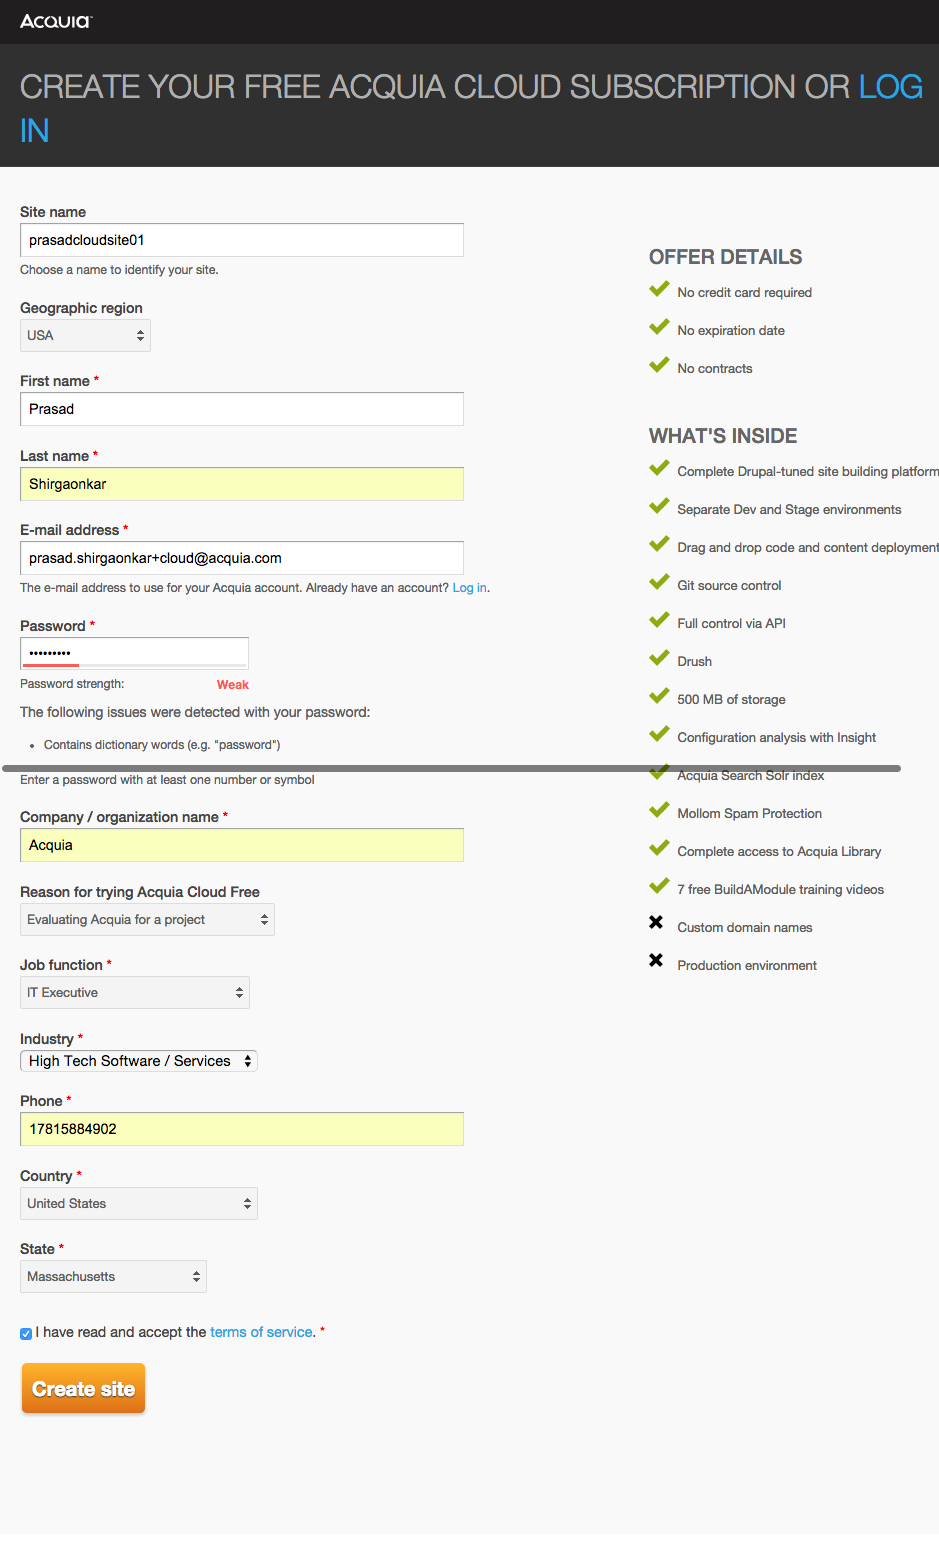 Acquia
CREATE YOUR FREE ACQUIA CLOUD SUBSCRIPTION OR LOG
IN
Site name
prasadcloudsite01
Choose a name to identify your site.
Geographic region
USA
First name *
Prasad
Last name *
Shirgaonkar
E-mail address *
prasad.shirgaonkar+cloud@acquia.com
The e-mail address to use for your Acquia account. Already have an account? Log in.
Password *
•••••••••
Password strength: Weak
The following issues were detected with your password:
• Contains dictionary words (e.g. "password")
Enter a password with at least one number or symbol
Company / organization name *
Acquia
Reason for trying Acquia Cloud Free
Evaluating Acquia for a project
Job function *
IT Executive
Industry *
High Tech Software / Services
Phone *
17815884902
Country *
United States
State *
Massachusetts
I have read and accept the terms of service. *
Create site
OFFER DETAILS
No credit card required
No expiration date
No contracts
WHAT'S INSIDE
Complete Drupal-tuned site building platform
Separate Dev and Stage environments
Drag and drop code and content deployment
Git source control
Full control via API
Drush
500 MB of storage
Configuration analysis with Insight
Acquia Search Solr index
Mollom Spam Protection
Complete access to Acquia Library
7 free BuildAModule training videos
Custom domain names
Production environment